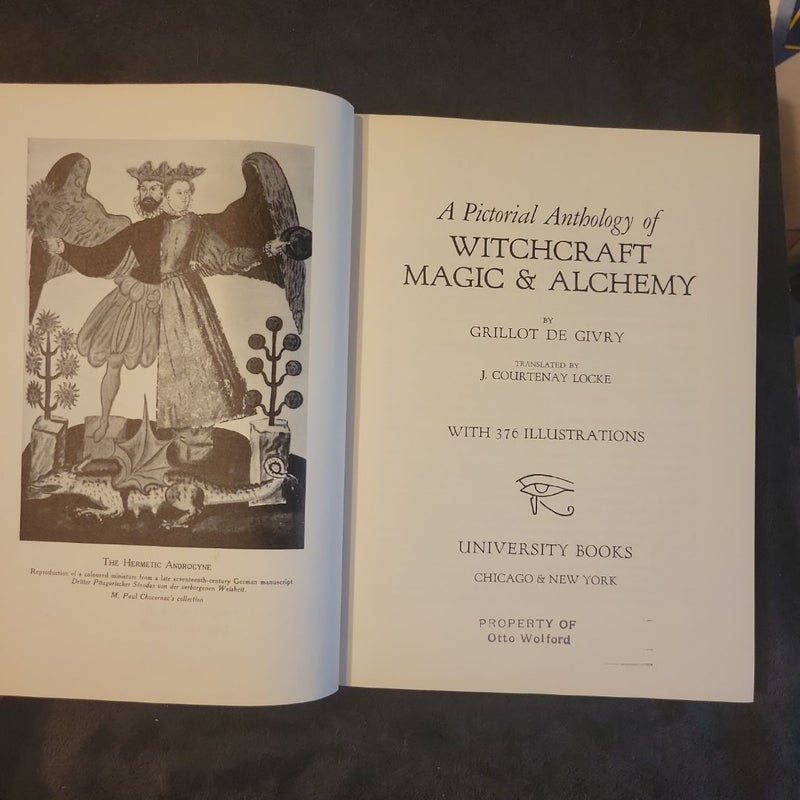 THE HERMETIC ANDROGYNE
Reproduction of a coloured miniature from a late seventeenth-century German manuscript
Dritter Pitagorischer Sinodas von der verborgenen Weisheit.
M. Paul Chacornac's collection
A Pictorial Anthology of
WITCHCRAFT
MAGIC & ALCHEMY
BY
GRILLOT DE GIVRY
TRANSLATED BY
J. COURTENAY LOCKE
WITH 376 ILLUSTRATIONS
UNIVERSITY BOOKS
CHICAGO & NEW YORK
PROPERTY OF
Otto Wolford